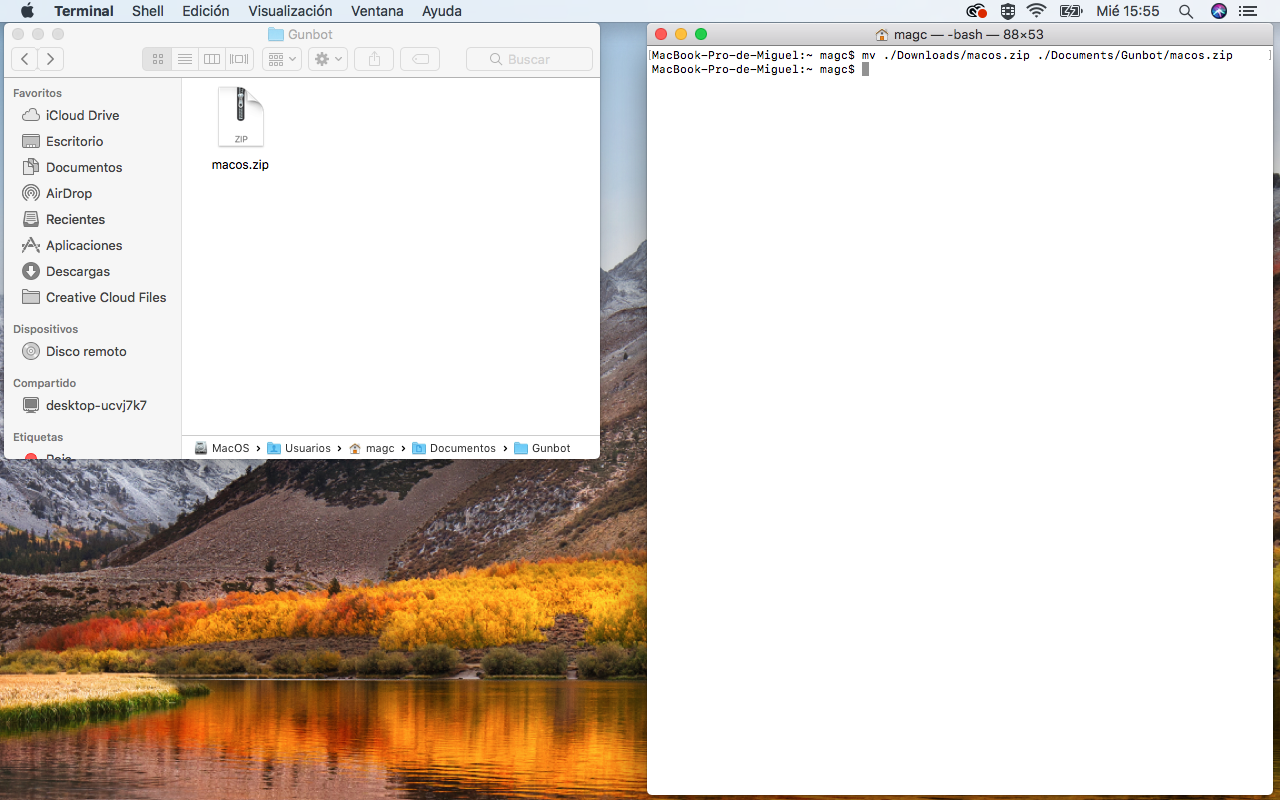 Terminal Shell Edición Visualización Ventana Ayuda Mié 15:55
Gunbot
Buscar
Favoritos
iCloud Drive
Escritorio
Documentos
AirDrop
Recientes
Aplicaciones
Descargas
Creative Cloud Files
Dispositivos
Disco remoto
Compartido
desktop-ucvj7k7
Etiquetas
ZIP
macos.zip
MacOS › Usuarios › magc › Documentos › Gunbot
magc — -bash — 88×53
[MacBook-Pro-de-Miguel:~ magc$ mv ./Downloads/macos.zip ./Documents/Gunbot/macos.zip ]
MacBook-Pro-de-Miguel:~ magc$